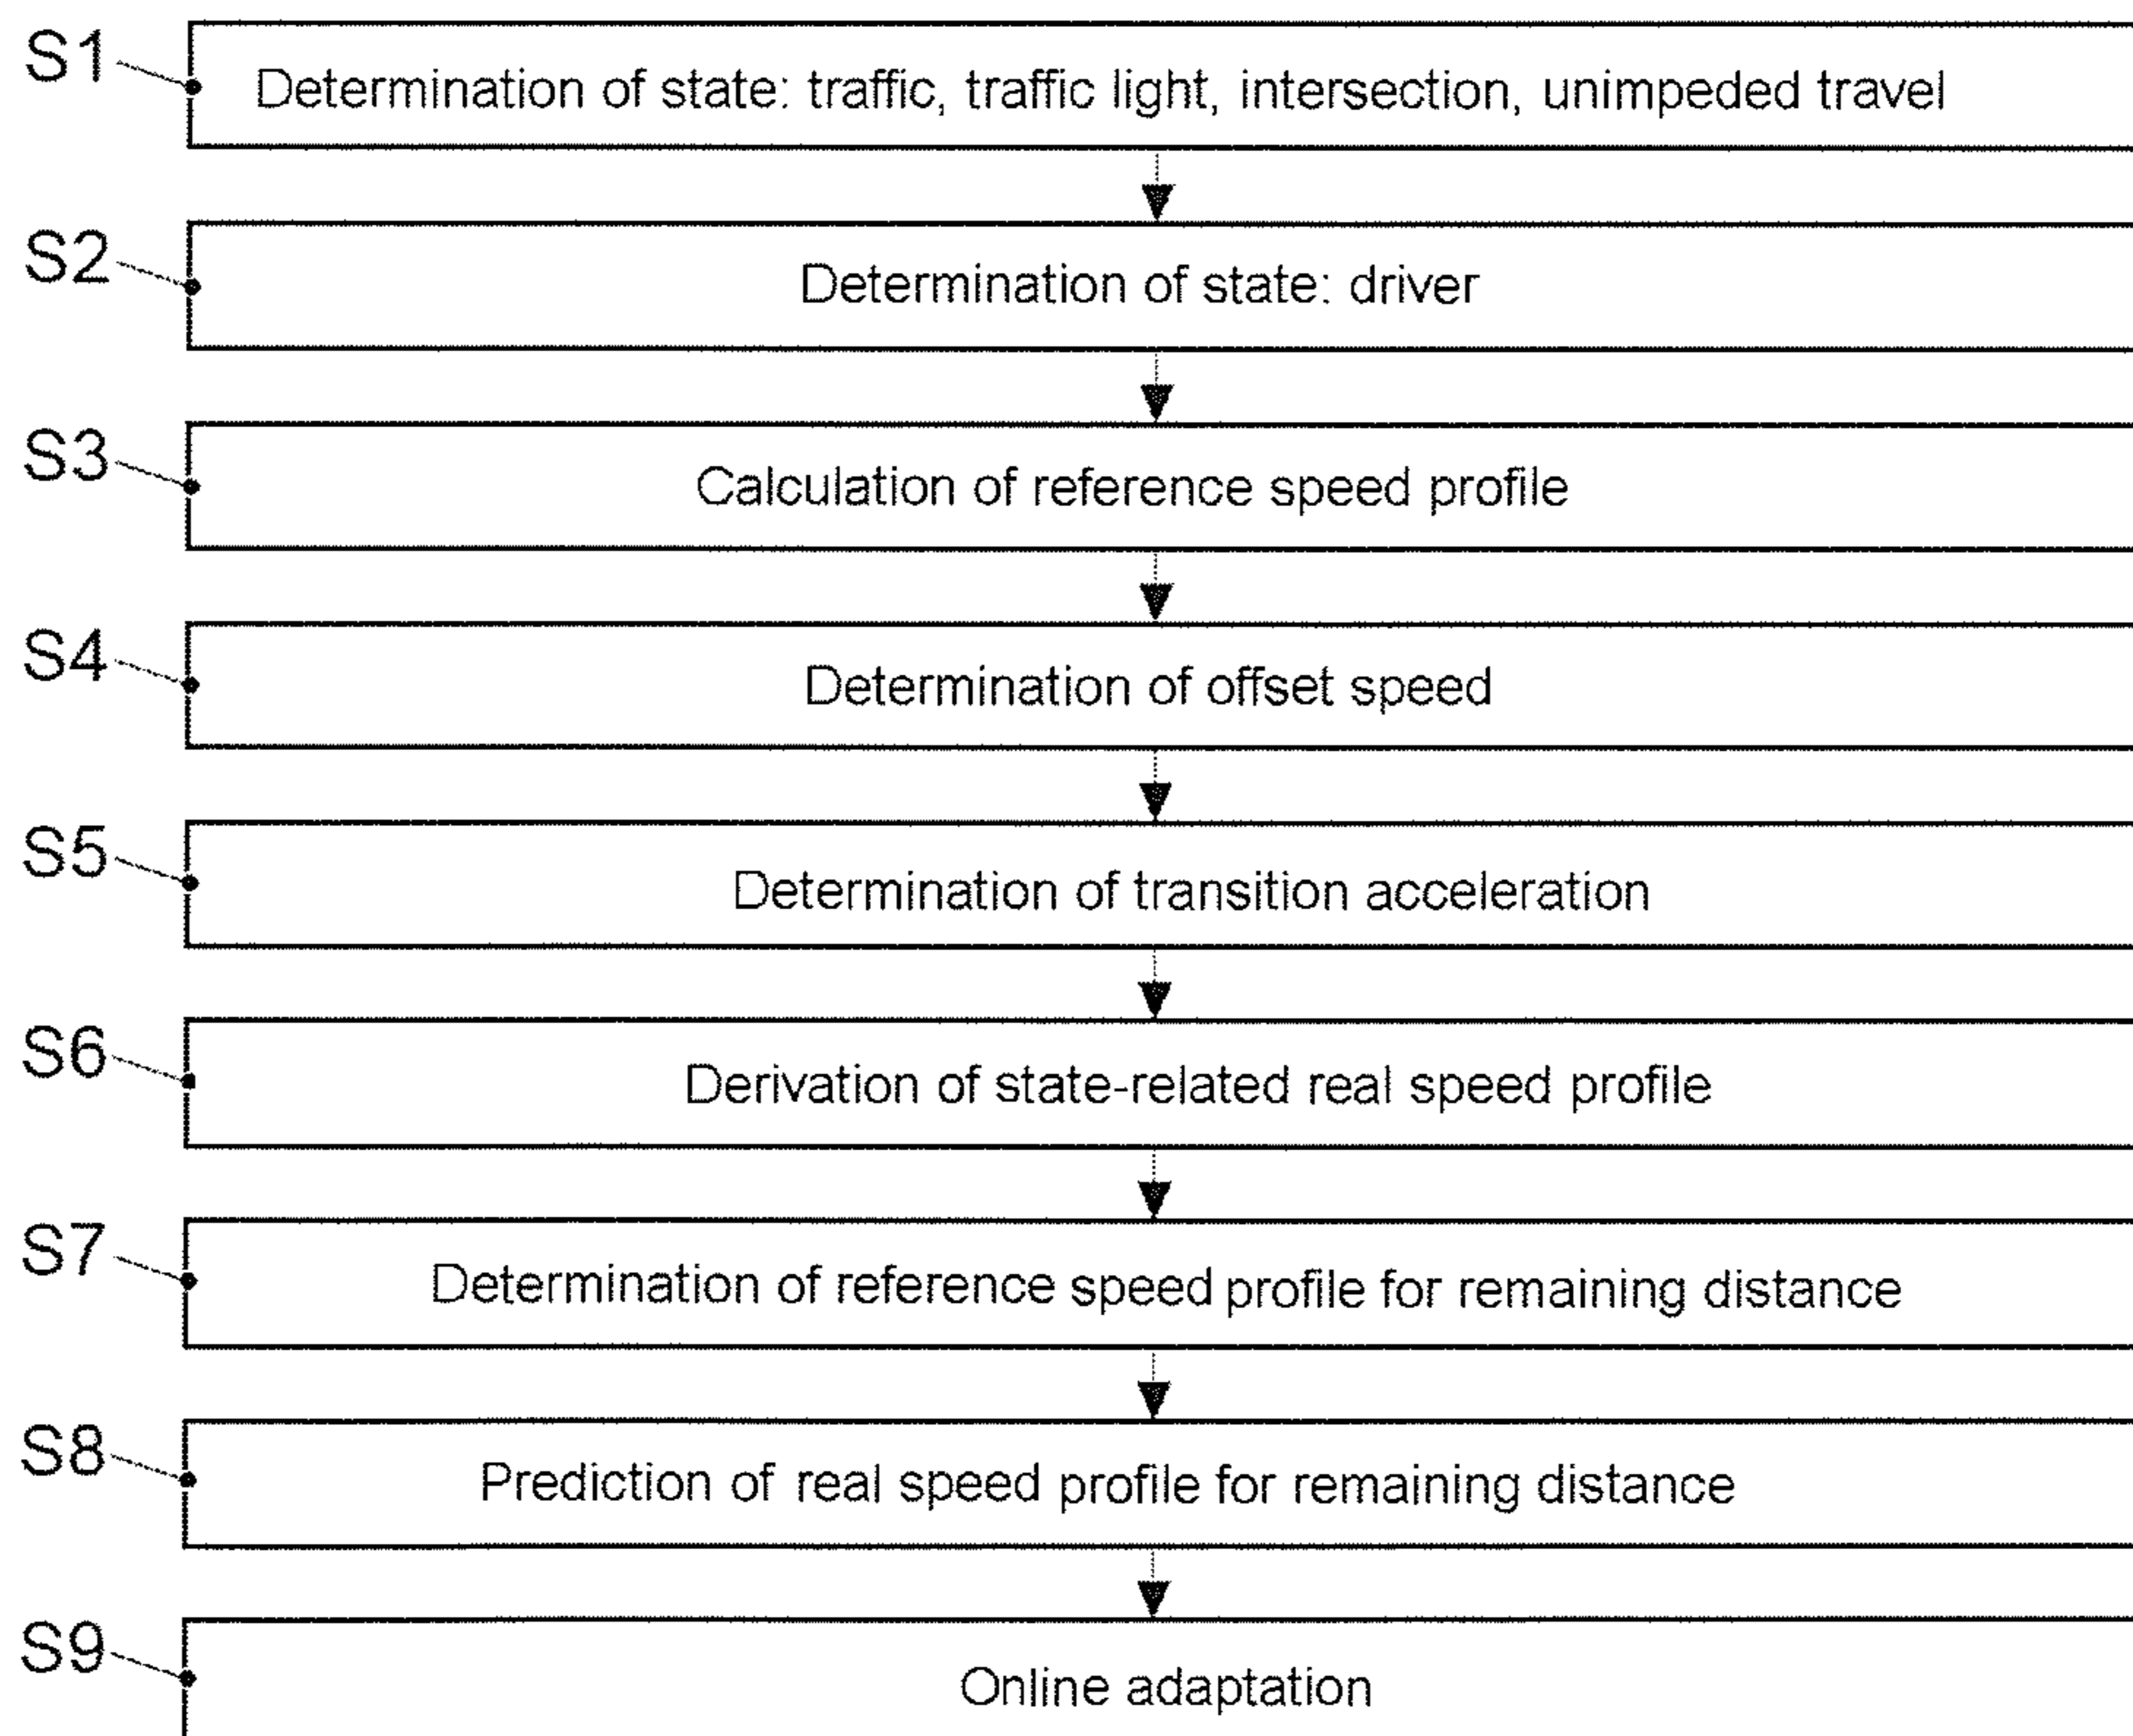 S1
Determination of state: traffic, traffic light, intersection, unimpeded travel
S2
Determination of state: driver
S3
Calculation of reference speed profile
S4
Determination of offset speed
S5
Determination of transition acceleration
S6
Derivation of state-related real speed profile
S7
Determination of reference speed profile for remaining distance
S8
Prediction of real speed profile for remaining distance
S9
Online adaptation